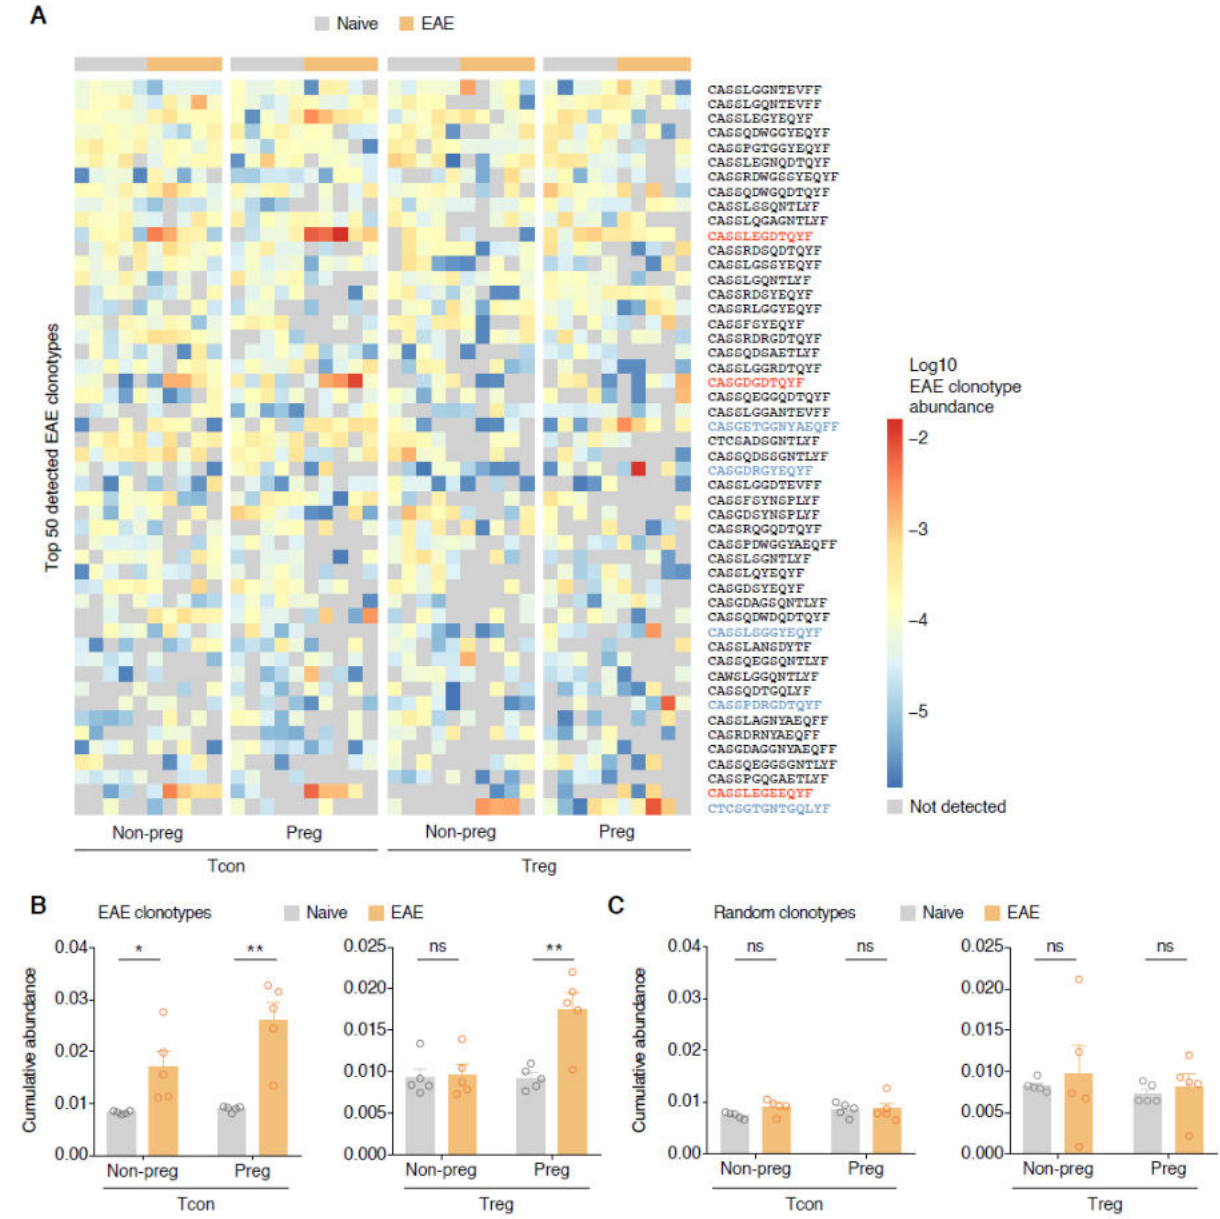 A
Naive EAE
CASSLGGNTEVFF
CASSLGQNTEVFF
CASSLEGYEQYF
CASSQDWGGYEQYF
CASSPGTGGYEQYF
CASSLEGNQDTQYF
CASSRDWGSSYEQYF
CASSQDWGQDTQYF
CASSLSSQNTLYF
CASSLQGAGNTLYF
CASSLEGDTQYF
CASSRDSQDTQYF
CASSLGSSYEQYF
CASSLGQNTLYF
CASSRDSYEQYF
CASSRLGGYEQYF
CASSFSYEQYF
CASSRDRGDTQYF
CASSQDSAETLYF
CASSLGGRDTQYF
CASGDGDTQYF
CASSQEGGQDTQYF
CASSLGGANTEVFF
CASGETGGNYAEQFF
CTCSADSGNTLYF
CASSQDSSGNTLYF
CASGDRGYEQYF
CASSLGGDTEVFF
CASSFSYNSPLYF
CASGDSYNSPLYF
CASSRQGQDTQYF
CASSPDWGGYAEQFF
CASSLSGNTLYF
CASSLQYEQYF
CASGDSYEQYF
CASGDAGSQNTLYF
CASSQDWDQDTQYF
CASSLSGGYEQYF
CASSLANSDYTF
CASSQEGSQNTLYF
CAWSLGGQNTLYF
CASSQDTGQLYF
CASSPDRGDTQYF
CASSLAGNYAEQFF
CASRDRNYAEQFF
CASGDAGGNYAEQFF
CASSQEGGSGNTLYF
CASSPGQGAETLYF
CASSLEGEEQYF
CTCSGTGNTGQLYF
Top 50 detected EAE clonotypes
Log10
EAE clonotype
abundance
−2
−3
−4
−5
Not detected
Non-preg Preg Non-preg Preg
Tcon Treg
B
EAE clonotypes Naive EAE
Cumulative abundance
0.04
0.03
0.02
0.01
0.00
* **
Non-preg Preg
Tcon
0.025
0.020
0.015
0.010
0.005
0.000
ns **
Non-preg Preg
Treg
C
Random clonotypes Naive EAE
Cumulative abundance
0.04
0.03
0.02
0.01
0.00
ns ns
Non-preg Preg
Tcon
0.025
0.020
0.015
0.010
0.005
0.000
ns ns
Non-preg Preg
Treg